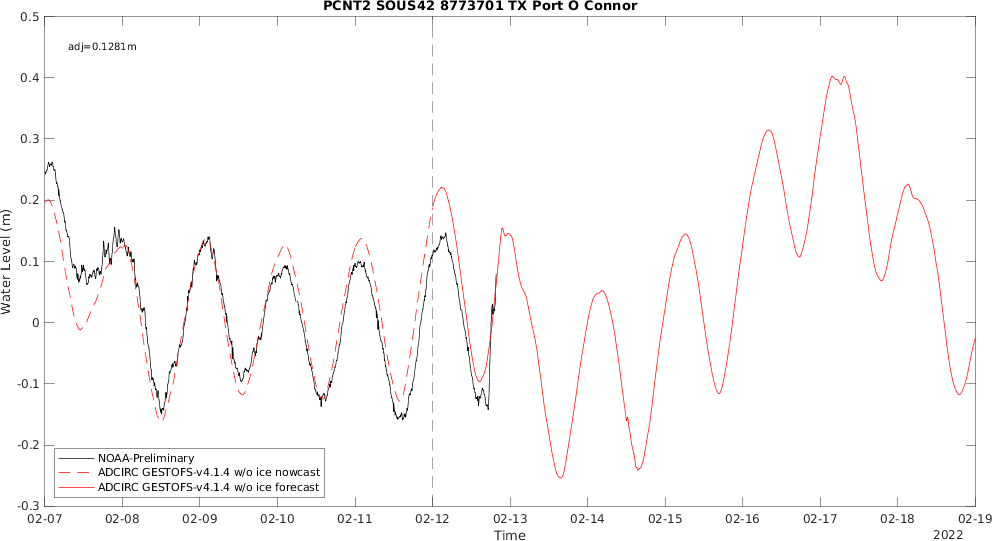 PCNT2 SOUS42 8773701 TX Port O Connor
adj=0.1281m
0.5
0.4
0.3
0.2
0.1
0
-0.1
-0.2
-0.3
Water Level (m)
NOAA-Preliminary
ADCIRC GESTOFS-v4.1.4 w/o ice nowcast
ADCIRC GESTOFS-v4.1.4 w/o ice forecast
02-07 02-08 02-09 02-10 02-11 02-12 02-13 02-14 02-15 02-16 02-17 02-18 02-19
Time
2022